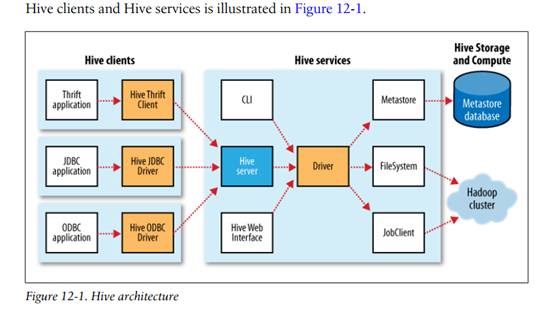 Hive clients and Hive services is illustrated in Figure 12-1.
Hive clients
Hive services
Hive Storage
and Compute
Thrift
application
Hive Thrift
Client
CLI
Metastore
Metastore
database
JDBC
application
Hive JDBC
Driver
Hive
server
Driver
FileSystem
Hadoop
cluster
ODBC
application
Hive ODBC
Driver
Hive Web
Interface
JobClient
Figure 12-1. Hive architecture